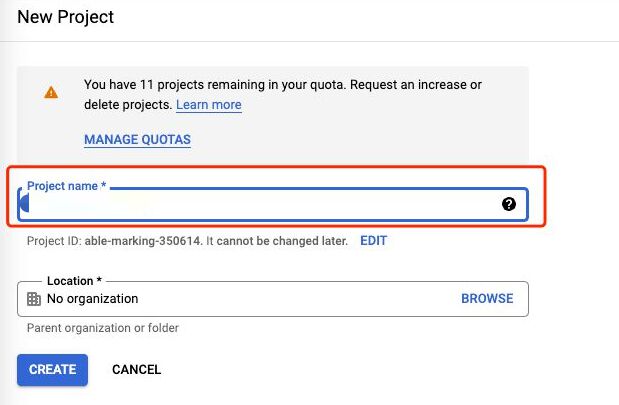 New Project
You have 11 projects remaining in your quota. Request an increase or
delete projects. Learn more
MANAGE QUOTAS
Project name *
?
Project ID: able-marking-350614. It cannot be changed later. EDIT
Location *
No organization BROWSE
Parent organization or folder
CREATE CANCEL